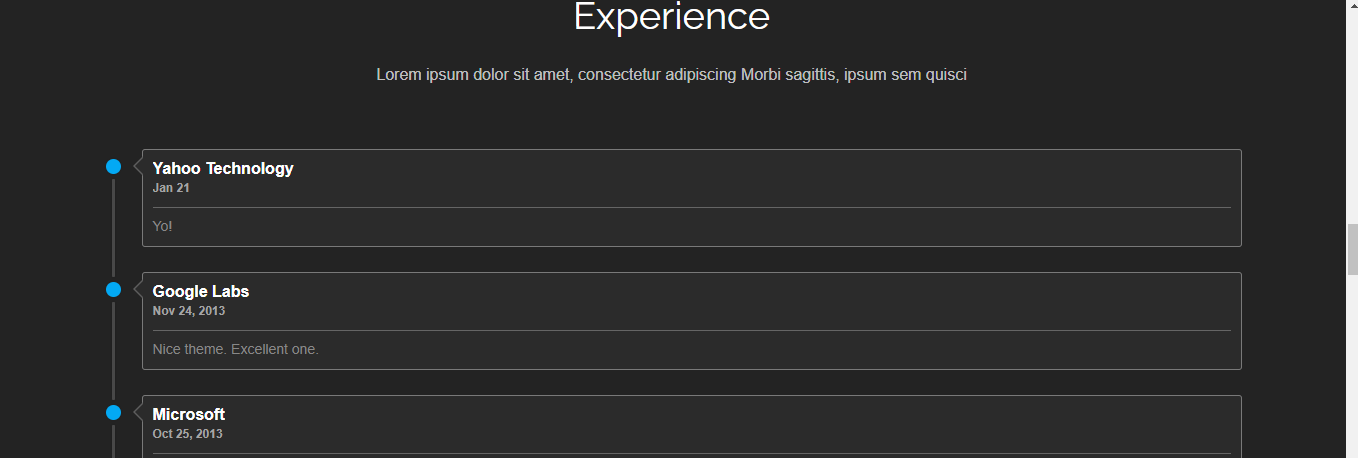 Experience
Lorem ipsum dolor sit amet, consectetur adipiscing Morbi sagittis, ipsum sem quisci
Yahoo Technology
Jan 21
Yo!
Google Labs
Nov 24, 2013
Nice theme. Excellent one.
Microsoft
Oct 25, 2013